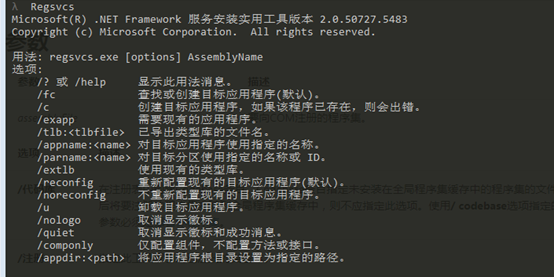 λ  Regsvcs
Microsoft(R) .NET Framework 服务安装实用工具版本 2.0.50727.5483
Copyright (c) Microsoft Corporation.  All rights reserved.
用法: regsvcs.exe [options] AssemblyName
选项:
/? 或 /help 显示此用法消息。
/fc 查找或创建目标应用程序(默认)。
/c 创建目标应用程序，如果该程序已存在，则会出错。
/exapp 需要现有的应用程序。
/tlb:<tlbfile> 已导出类型库的文件名。
/appname:<name> 对目标应用程序使用指定的名称。
/parname:<name> 对目标分区使用指定的名称或 ID。
/extlb 使用现有的类型库。
/reconfig 重新配置现有的目标应用程序(默认)。
/noreconfig 不重新配置现有的目标应用程序。
/u 卸载目标应用程序。
/nologo 取消显示徽标。
/quiet 取消显示徽标和成功消息。
/componly 仅配置组件，不配置方法或接口。
/appdir:<path> 将应用程序根目录设置为指定的路径。